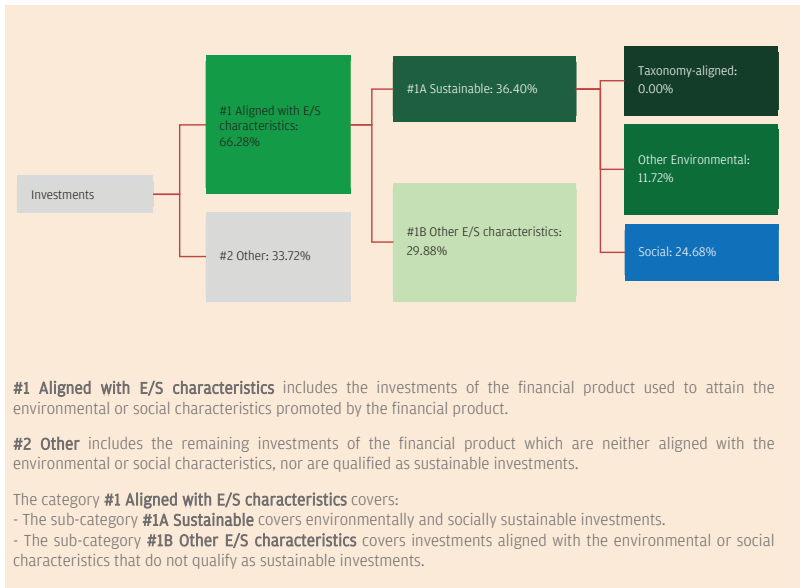 Investments
#1 Aligned with E/S
characteristics:
66.28%
#2 Other: 33.72%
#1A Sustainable: 36.40%
#1B Other E/S characteristics:
29.88%
Taxonomy-aligned:
0.00%
Other Environmental:
11.72%
Social: 24.68%
#1 Aligned with E/S characteristics includes the investments of the financial product used to attain the
environmental or social characteristics promoted by the financial product.
#2 Other includes the remaining investments of the financial product which are neither aligned with the
environmental or social characteristics, nor are qualified as sustainable investments.
The category #1 Aligned with E/S characteristics covers:
- The sub-category #1A Sustainable covers environmentally and socially sustainable investments.
- The sub-category #1B Other E/S characteristics covers investments aligned with the environmental or social
characteristics that do not qualify as sustainable investments.